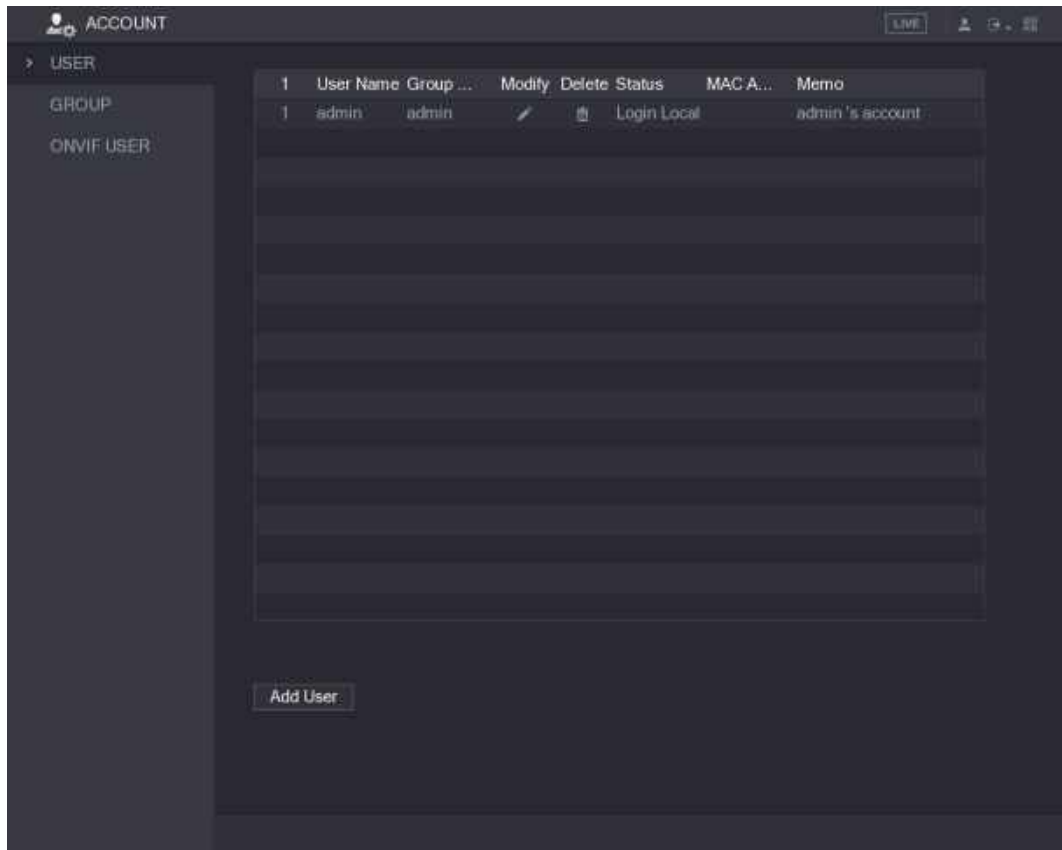 ACCOUNT LIVE
> USER
GROUP
ONVIF USER
1 User Name Group ... Modify Delete Status MAC A... Memo
1 admin admin Login Local admin 's account
Add User